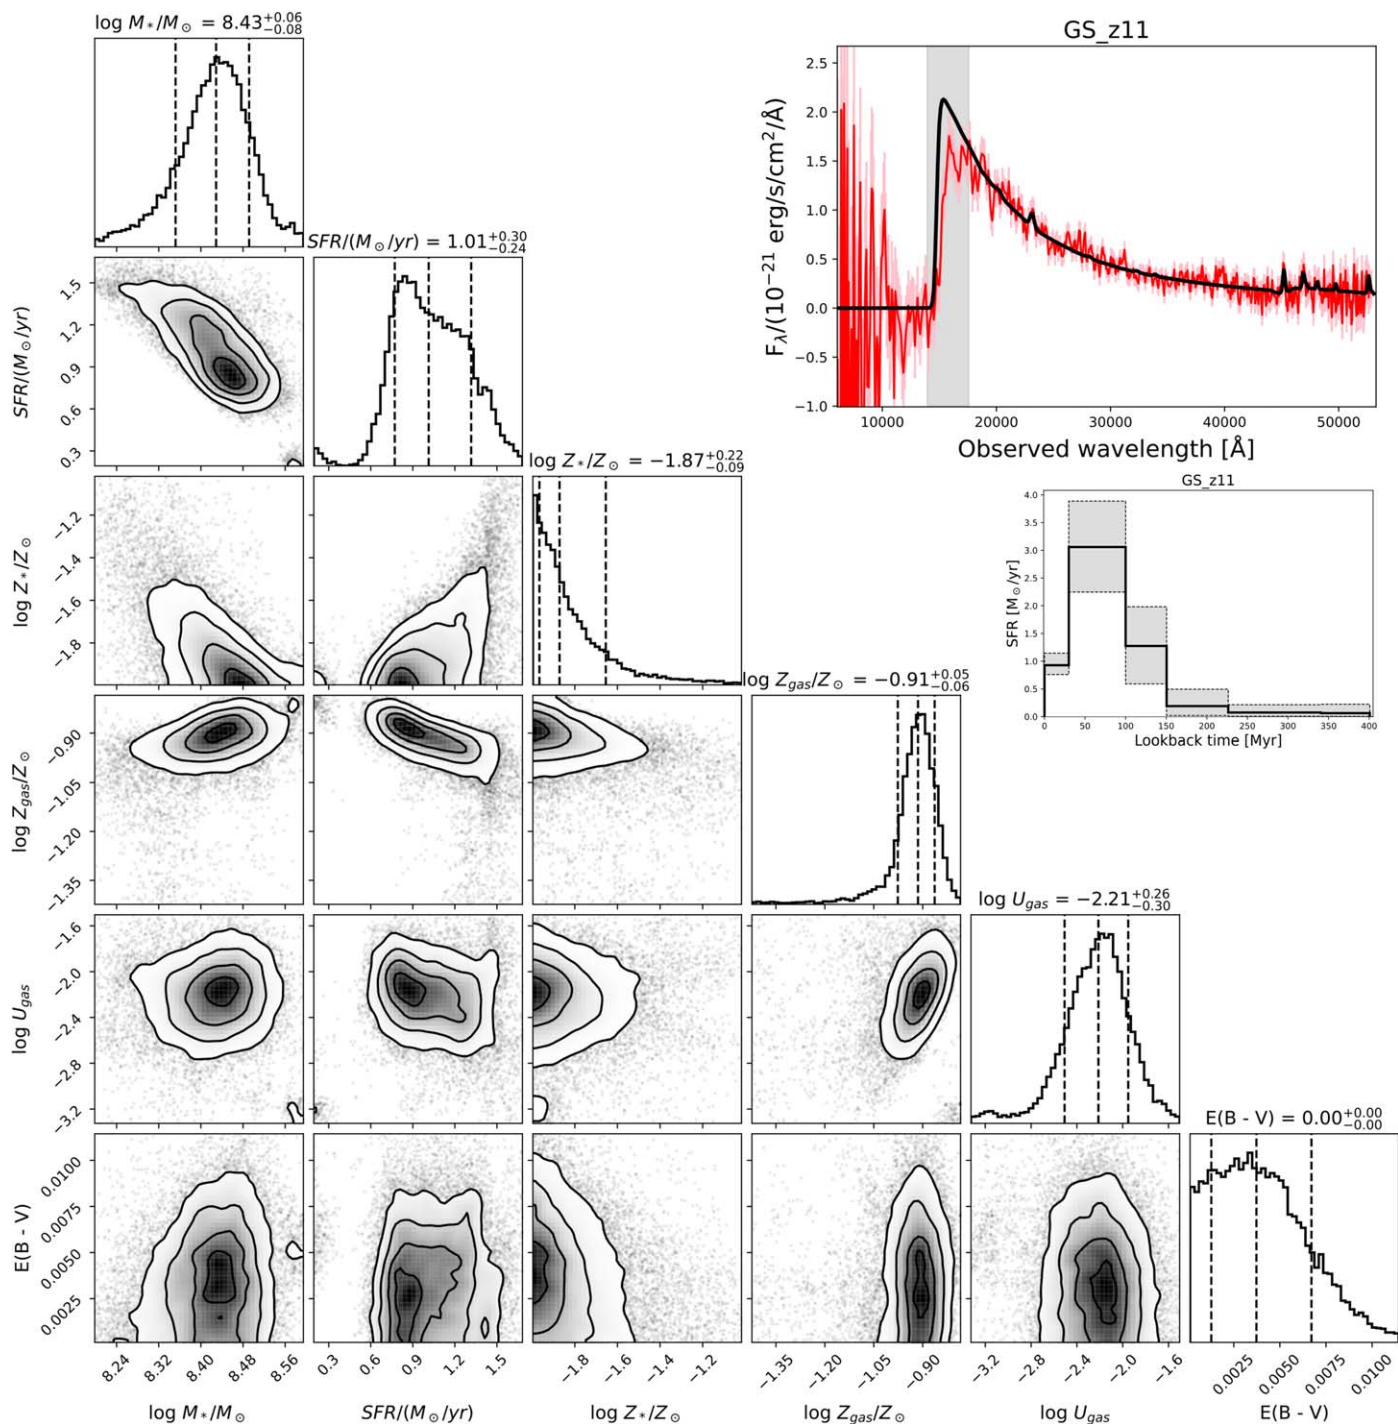 log M*/M⊙ = 8.43 +0.06 −0.08
GS_z11
2.5
2.0
1.5
1.0
0.5
0.0
−0.5
−1.0
F_λ/(10⁻²¹ erg/s/cm²/Å)
10000 20000 30000 40000 50000
Observed wavelength [Å]
SFR/(M⊙/yr) = 1.01 +0.30 −0.24
1.5
1.2
0.9
0.6
0.3
SFR/(M⊙/yr)
log Z*/Z⊙ = −1.87 +0.22 −0.09
GS_z11
4.0
3.5
3.0
2.5
2.0
1.5
1.0
0.5
0.0
SFR [M⊙/yr]
0 50 100 150 200 250 300 350 400
Lookback time [Myr]
−1.2
−1.4
−1.6
−1.8
log Z*/Z⊙
log Z_gas/Z⊙ = −0.91 +0.05 −0.06
−0.90
−1.05
−1.20
−1.35
log Z_gas/Z⊙
log U_gas = −2.21 +0.26 −0.30
−1.6
−2.0
−2.4
−2.8
−3.2
log U_gas
E(B - V) = 0.00 +0.00 −0.00
0.0100
0.0075
0.0050
0.0025
E(B - V)
8.24 8.32 8.40 8.48 8.56
0.3 0.6 0.9 1.2 1.5
−1.8 −1.6 −1.4 −1.2
−1.35 −1.20 −1.05 −0.90
−3.2 −2.8 −2.4 −2.0 −1.6
0.0025 0.0050 0.0075 0.0100
log M*/M⊙
SFR/(M⊙/yr)
log Z*/Z⊙
log Z_gas/Z⊙
log U_gas
E(B - V)